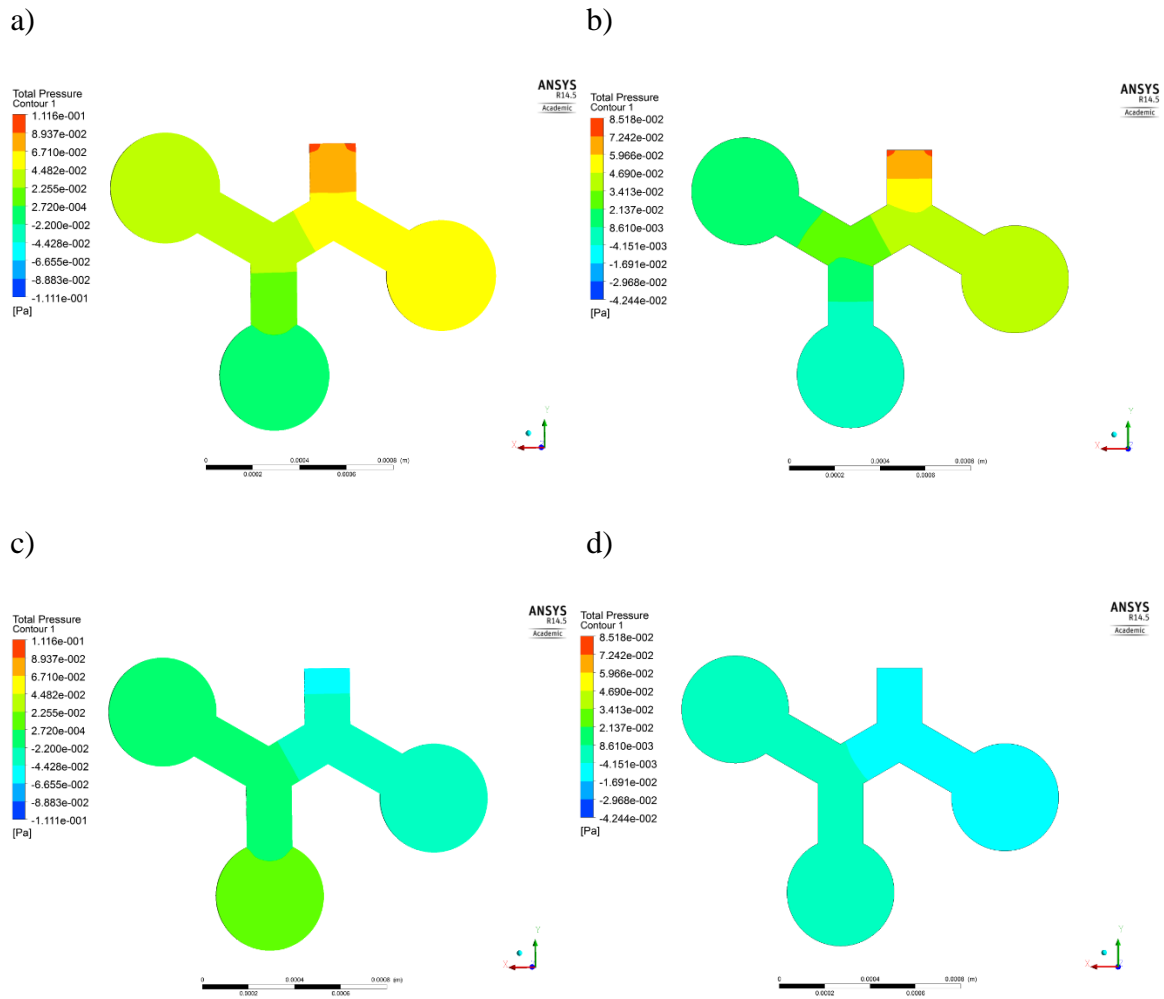 a)
ANSYS
R14.5
Academic
Total Pressure
Contour 1
1.116e-001
8.937e-002
6.710e-002
4.482e-002
2.255e-002
2.720e-004
-2.200e-002
-4.428e-002
-6.655e-002
-8.883e-002
-1.111e-001
[Pa]
Y
X
0 0.0004 0.0008 (m)
0.0002 0.0006
b)
ANSYS
R14.5
Academic
Total Pressure
Contour 1
8.518e-002
7.242e-002
5.966e-002
4.690e-002
3.413e-002
2.137e-002
8.610e-003
-4.151e-003
-1.691e-002
-2.968e-002
-4.244e-002
[Pa]
Y
X
Z
0 0.0004 0.0008 (m)
0.0002 0.0006
c)
ANSYS
R14.5
Academic
Total Pressure
Contour 1
1.116e-001
8.937e-002
6.710e-002
4.482e-002
2.255e-002
2.720e-004
-2.200e-002
-4.428e-002
-6.655e-002
-8.883e-002
-1.111e-001
[Pa]
Y
X
0 0.0004 0.0008 (m)
0.0002 0.0006
d)
ANSYS
R14.5
Academic
Total Pressure
Contour 1
8.518e-002
7.242e-002
5.966e-002
4.690e-002
3.413e-002
2.137e-002
8.610e-003
-4.151e-003
-1.691e-002
-2.968e-002
-4.244e-002
[Pa]
Y
X
0 0.0004 0.0008 (m)
0.0002 0.0006